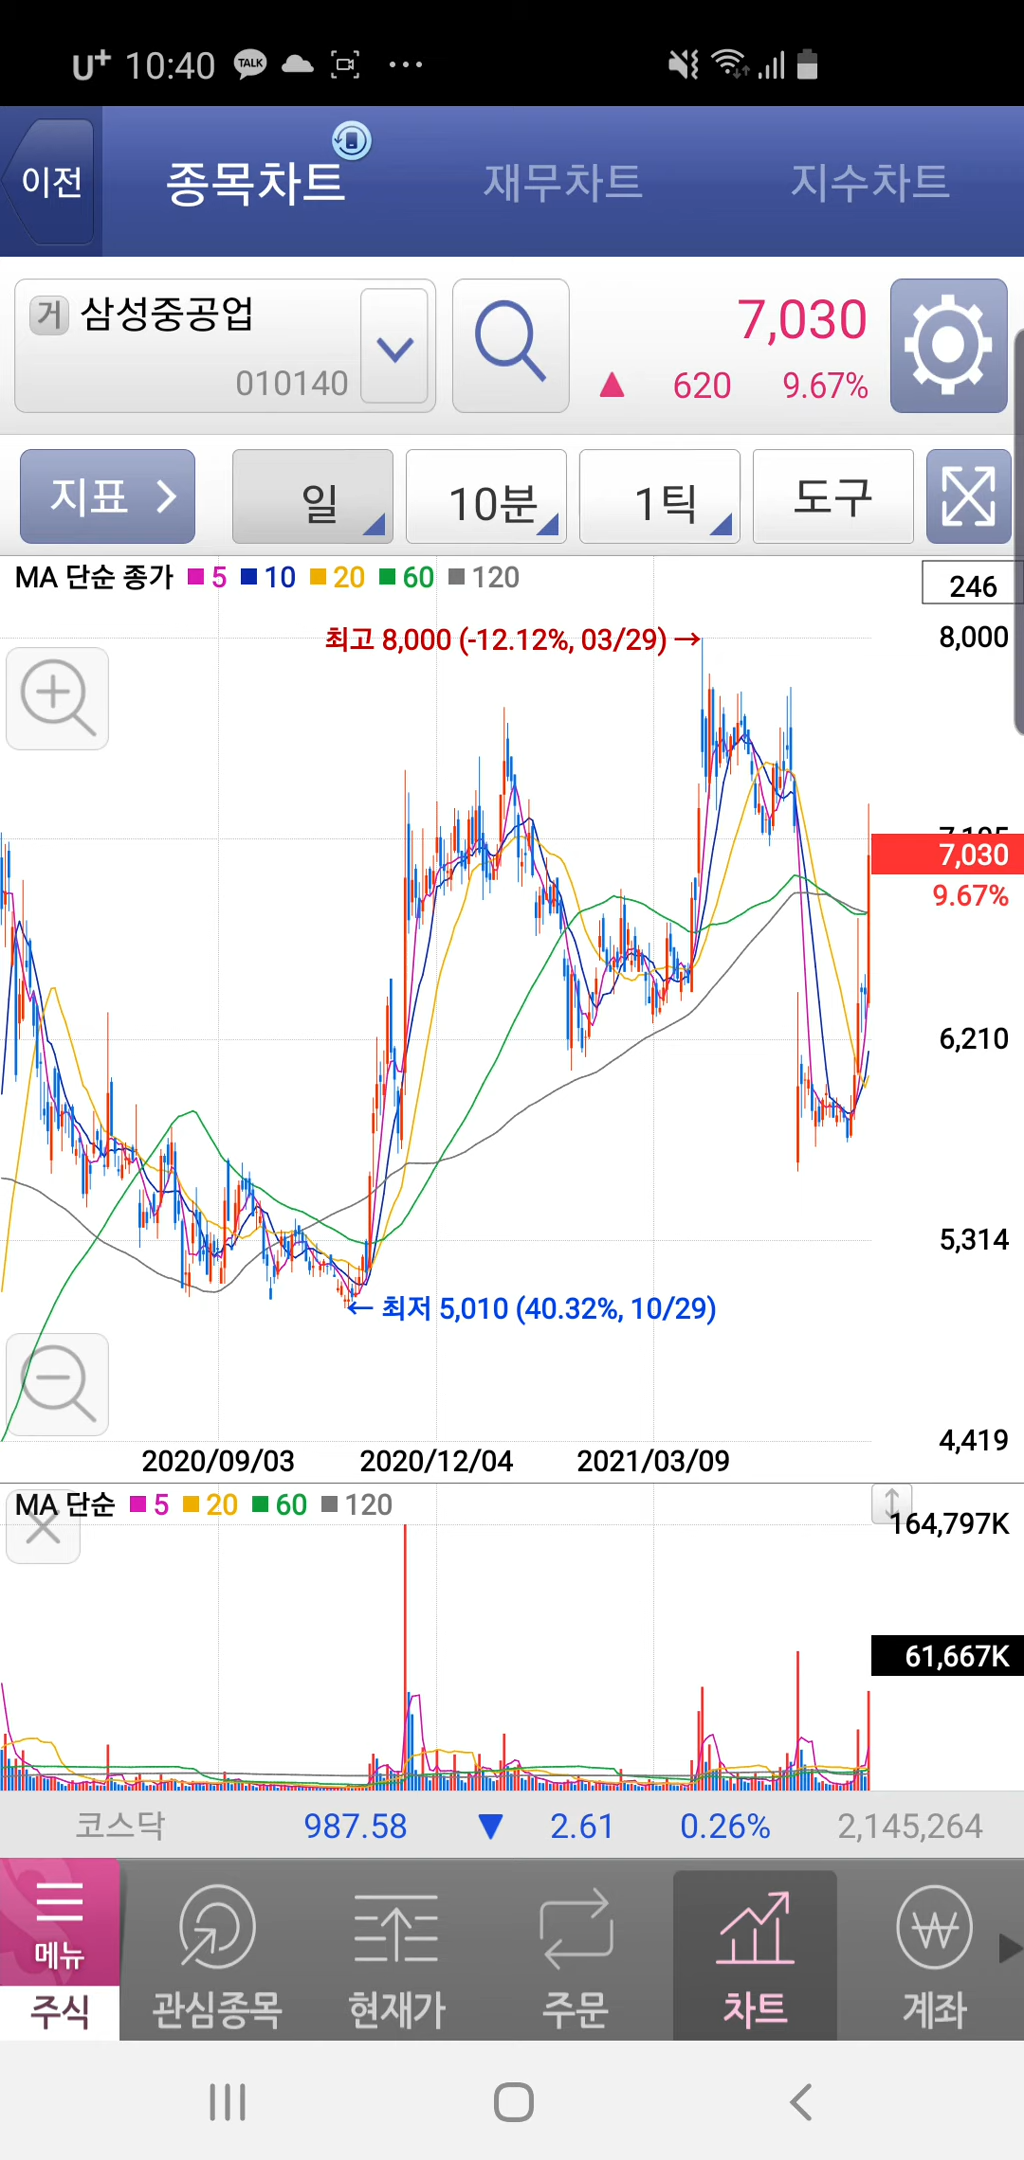 U+ 10:40 TALK
이전 종목차트 재무차트 지수차트
거 삼성중공업 7,030
010140 ▲ 620 9.67%
지표 > 일 10분 1틱 도구
MA 단순 종가 ■ 5 ■ 10 ■ 20 ■ 60 ■ 120 246
최고 8,000 (-12.12%, 03/29) → 8,000
7,030
9.67%
6,210
5,314
← 최저 5,010 (40.32%, 10/29)
4,419
2020/09/03 2020/12/04 2021/03/09
MA 단순 ■ 5 ■ 20 ■ 60 ■ 120
164,797K
61,667K
코스닥 987.58 ▼ 2.61 0.26% 2,145,264
메뉴
주식 관심종목 현재가 주문 차트 계좌